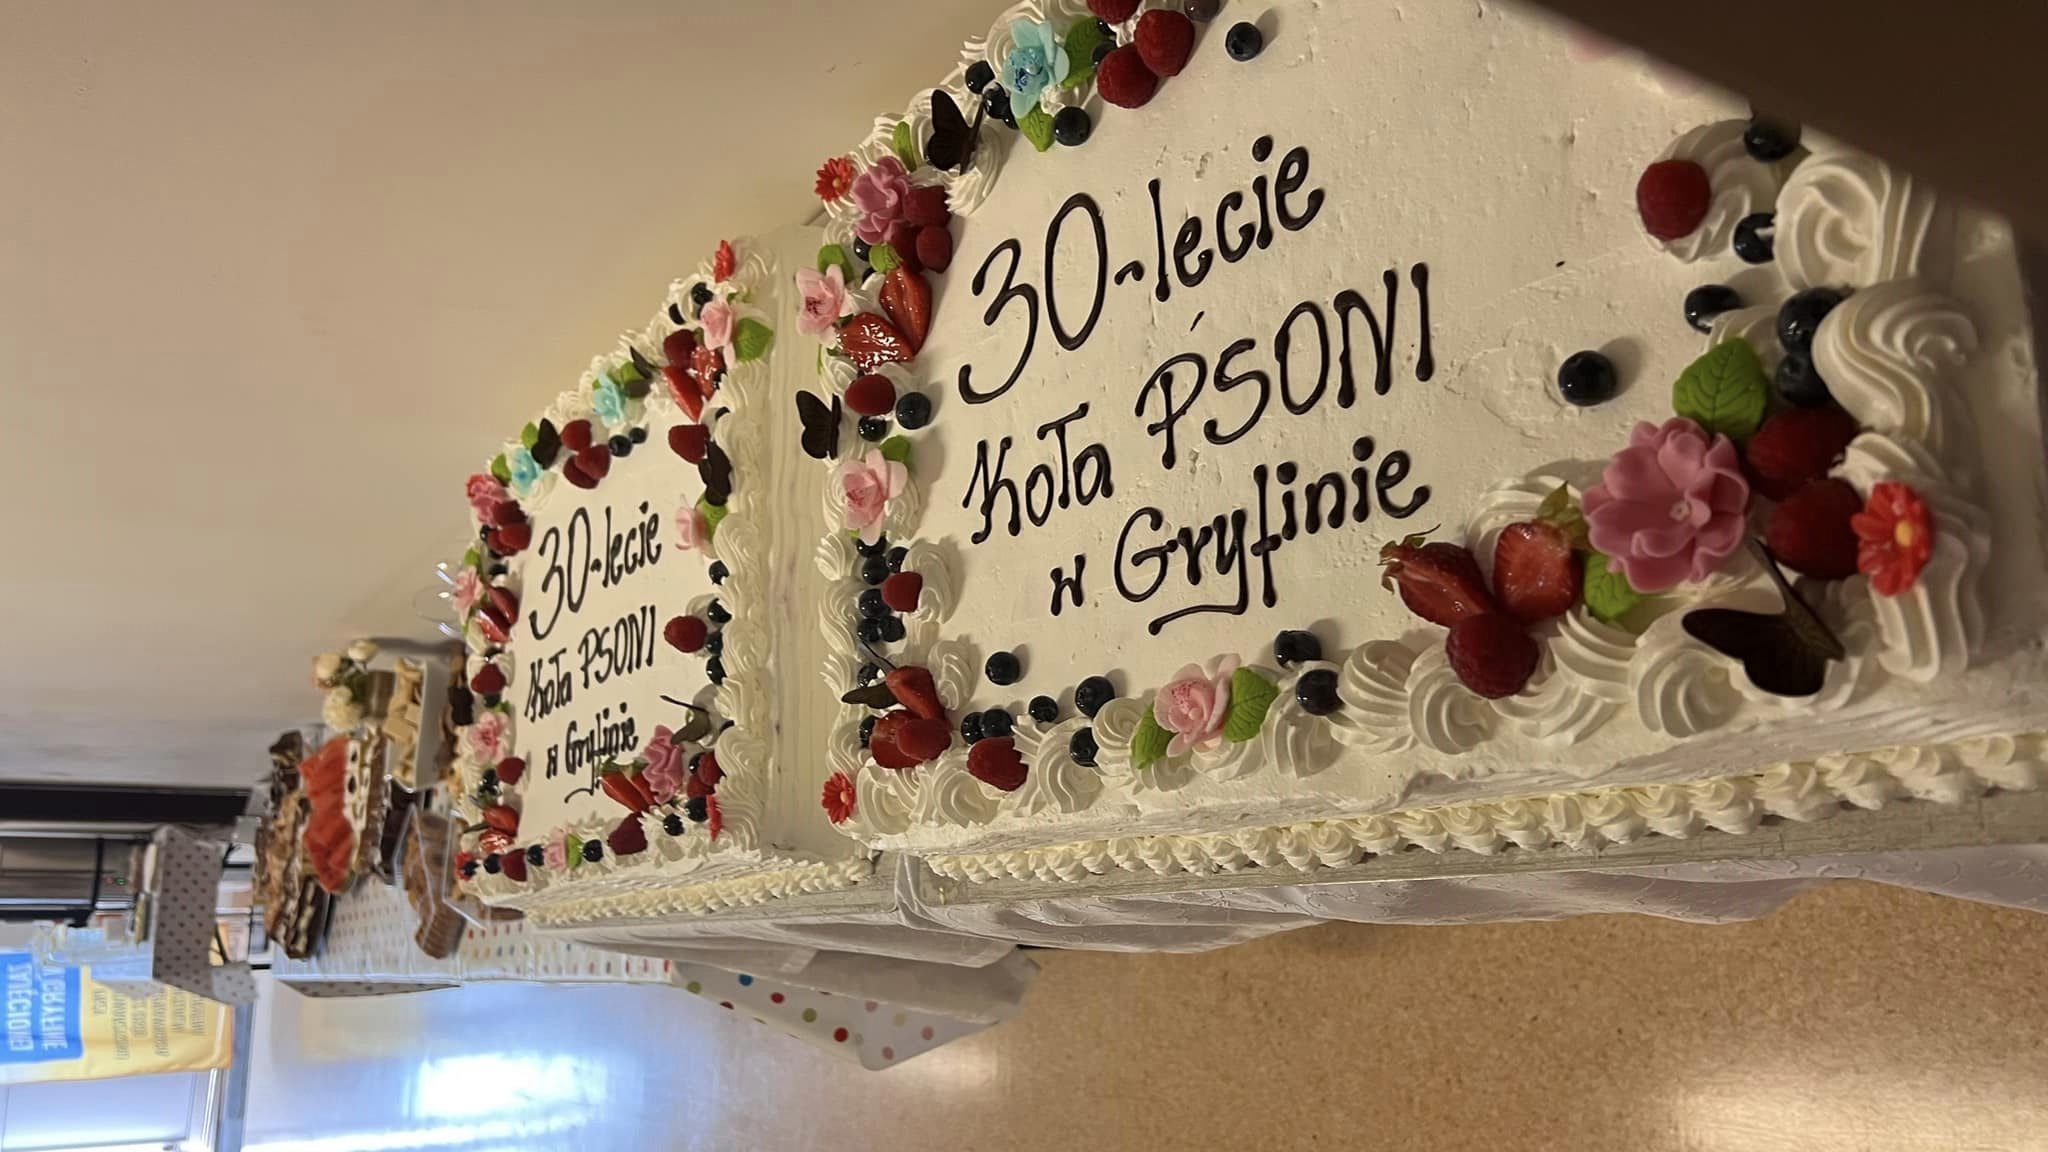 30-lecie
Koła PSONI
w Gryfinie
30-lecie
Koła PSONI
w Gryfinie